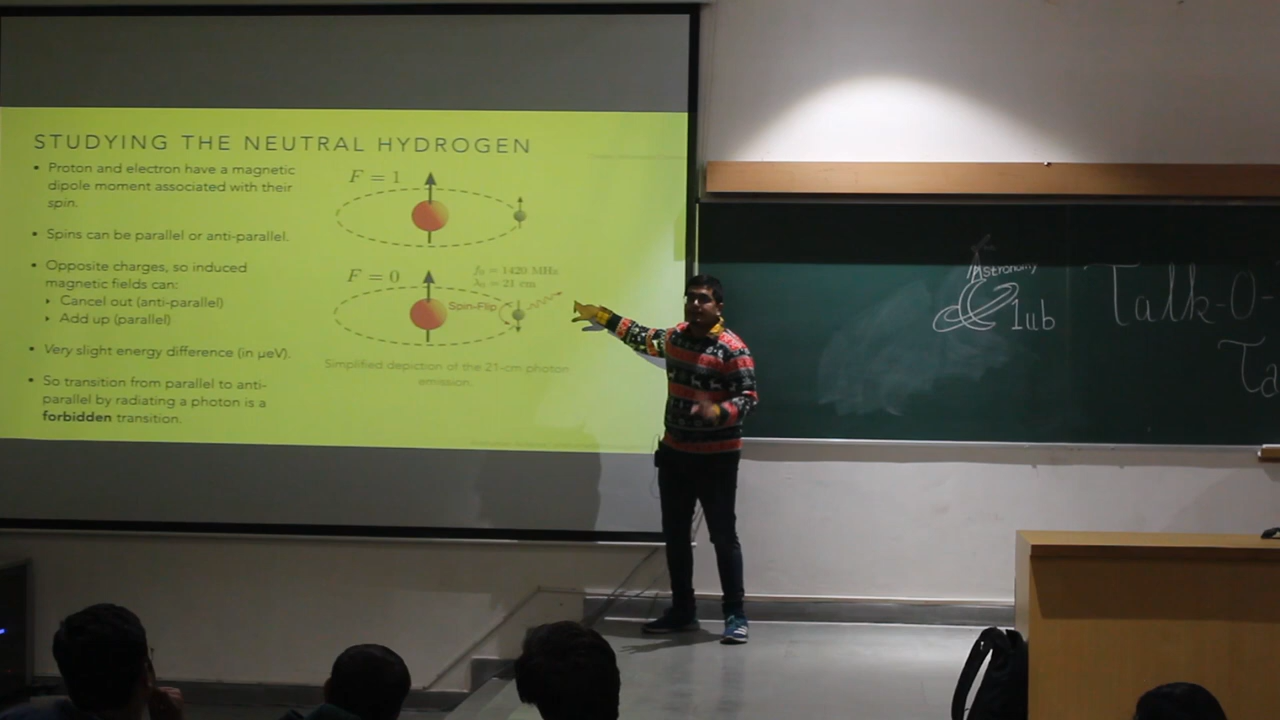 STUDYING THE NEUTRAL HYDROGEN
▪ Proton and electron have a magnetic
dipole moment associated with their
spin.
▪ Spins can be parallel or anti-parallel.
▪ Opposite charges, so induced
magnetic fields can:
‣ Cancel out (anti-parallel)
‣ Add up (parallel)
▪ Very slight energy difference (in μeV).
▪ So transition from parallel to anti-
parallel by radiating a photon is a
forbidden transition.
F = 1
F = 0
f₀ = 1420 MHz
λ₀ = 21 cm
Spin-Flip
Simplified depiction of the 21-cm photon
emission.
Astronomy
Club
Talk-O-
Ta